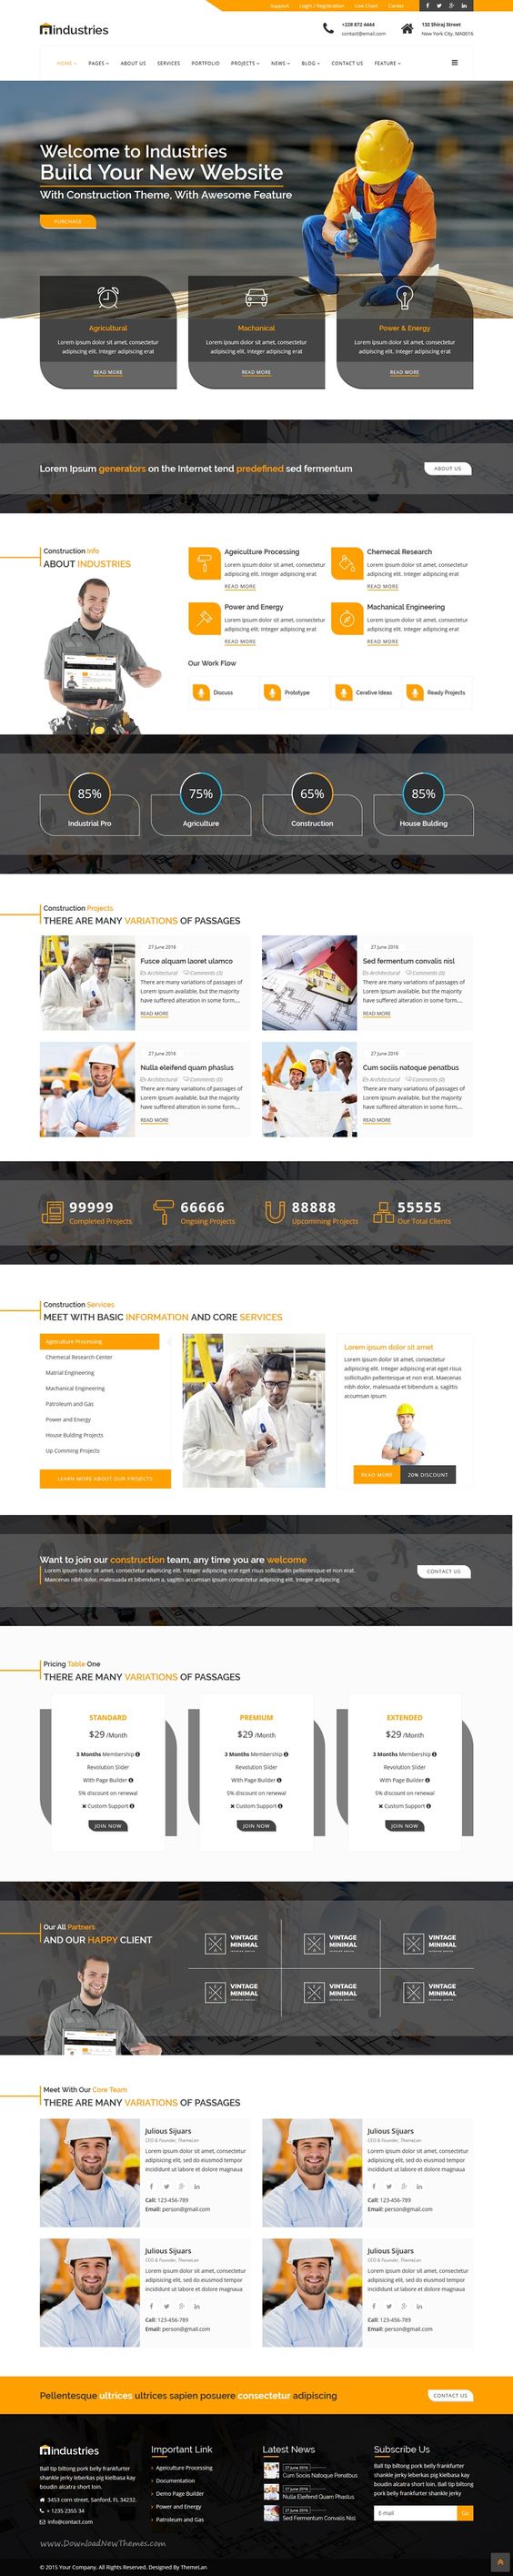 Support Login / Registration Live Chant Career
industries
+228 872 4444
contact@email.com
132 Shiraj Street
New York City, MA0016
HOME PAGES ABOUT US SERVICES PORTFOLIO PROJECTS NEWS BLOG CONTACT US FEATURE
Welcome to Industries
Build Your New Website
With Construction Theme, With Awesome Feature
PURCHASE
Agricultural
Lorem ipsum dolor sit amet, consectetur
adipiscing elit. Integer adipiscing erat
READ MORE
Machanical
Lorem ipsum dolor sit amet, consectetur
adipiscing elit. Integer adipiscing erat
READ MORE
Power & Energy
Lorem ipsum dolor sit amet, consectetur
adipiscing elit. Integer adipiscing erat
READ MORE
Lorem Ipsum generators on the Internet tend predefined sed fermentum
ABOUT US
Construction Info
ABOUT INDUSTRIES
Ageiculture Processing
Lorem ipsum dolor sit amet, consectetur
adipiscing elit. Integer adipiscing erat
READ MORE
Chemecal Research
Lorem ipsum dolor sit amet, consectetur
adipiscing elit. Integer adipiscing erat
READ MORE
Power and Energy
Lorem ipsum dolor sit amet, consectetur
adipiscing elit. Integer adipiscing erat
READ MORE
Machanical Engineering
Lorem ipsum dolor sit amet, consectetur
adipiscing elit. Integer adipiscing erat
READ MORE
Our Work Flow
Discuss Prototype Cerative Ideas Ready Projects
85% 75% 65% 85%
Industrial Pro Agriculture Construction House Bulding
Construction Projects
THERE ARE MANY VARIATIONS OF PASSAGES
27 June 2016
Fusce alquam laoret ulamco
Architectural Comments (3)
There are many variations of passages of
Lorem Ipsum available, but the majority
have suffered alteration in some form,...
READ MORE
27 June 2016
Sed fermentum convalis nisl
Architectural Comments (0)
There are many variations of passages of
Lorem Ipsum available, but the majority
have suffered alteration in some form,...
READ MORE
27 June 2016
Nulla eleifend quam phaslus
Architectural Comments (0)
There are many variations of passages of
Lorem Ipsum available, but the majority
have suffered alteration in some form,...
READ MORE
27 June 2016
Cum sociis natoque penatbus
Architectural Comments (0)
There are many variations of passages of
Lorem Ipsum available, but the majority
have suffered alteration in some form,...
READ MORE
99999 66666 88888 55555
Completed Projects Ongoing Projects Upcomming Projects Our Total Clients
Construction Services
MEET WITH BASIC INFORMATION AND CORE SERVICES
Ageiculture Processing
Chemecal Research Center
Matrial Engineering
Machanical Engineering
Patroleum and Gas
Power and Energy
House Bulding Projects
Up Comming Projects
LEARN MORE ABOUT OUR PROJECTS
Lorem ipsum dolor sit amet
Lorem ipsum dolor sit amet, consectetur
adipiscing elit. Integer adipiscing erat eget risus
sollicitudin pellentesque et non erat. Maecenas
nibh dolor, malesuada et bibendum a, sagittis
accumsan ipsum
READ MORE 20% DISCOUNT
Want to join our construction team, any time you are welcome
Lorem ipsum dolor sit amet, consectetur adipiscing elit. Integer adipiscing erat eget risus sollicitudin pellentesque et non erat.
Maecenas nibh dolor, malesuada et bibendum a, sagittis accumsan ipsum consectetur adipiscing elit. Integer adipiscing
CONTACT US
Pricing Table One
THERE ARE MANY VARIATIONS OF PASSAGES
STANDARD
$29 /Month
3 Months Membership
Revolution Slider
With Page Builder
5% discount on renewal
Custom Support
JOIN NOW
PREMIUM
$29 /Month
3 Months Membership
Revolution Slider
With Page Builder
5% discount on renewal
Custom Support
JOIN NOW
EXTENDED
$29 /Month
3 Months Membership
Revolution Slider
With Page Builder
5% discount on renewal
Custom Support
JOIN NOW
Our All Partners
AND OUR HAPPY CLIENT
VINTAGE MINIMAL
VINTAGE MINIMAL
VINTAGE MINIMAL
VINTAGE MINIMAL
VINTAGE MINIMAL
VINTAGE MINIMAL
Meet With Our Core Team
THERE ARE MANY VARIATIONS OF PASSAGES
Julious Sijuars
CEO & Founder, ThemeLan
Lorem ipsum dolor sit amet, consectetur
adipisicing elit, sed do eiusmod tempor
incididunt ut labore et dolore magnaua
Call: 123-456-789
Email: person@gmail.com
Julious Sijuars
CEO & Founder, ThemeLan
Lorem ipsum dolor sit amet, consectetur
adipisicing elit, sed do eiusmod tempor
incididunt ut labore et dolore magnaua
Call: 123-456-789
Email: person@gmail.com
Julious Sijuars
CEO & Founder, ThemeLan
Lorem ipsum dolor sit amet, consectetur
adipisicing elit, sed do eiusmod tempor
incididunt ut labore et dolore magnaua
Call: 123-456-789
Email: person@gmail.com
Julious Sijuars
CEO & Founder, ThemeLan
Lorem ipsum dolor sit amet, consectetur
adipisicing elit, sed do eiusmod tempor
incididunt ut labore et dolore magnaua
Call: 123-456-789
Email: person@gmail.com
Pellentesque ultrices ultrices sapien posuere consectetur adipiscing
CONTACT US
industries
Ball tip biltong pork belly frankfurter
shankle jerky leberkas pig kielbasa kay
boudin alcatra short loin.
3453 corn street, Sanford, FL 34232.
+ 1235 2355 34
info@contact.com
Important Link
Ageiculture Processing
Documentation
Demo Page Builder
Power and Energy
Patroleum and Gas
Latest News
27 June 2016
Cum Sociis Natoque Penatbus
27 June 2016
Nulla Eleifend Quam Phaslus
27 June 2016
Sed Fermentum Convalis Nisl
Subscribe Us
Ball tip biltong pork belly frankfurter
shankle jerky leberkas pig kielbasa kay
boudin alcatra short loin. Ball tip biltong
pork belly frankfurter shankle jerky
E-mail Go
www.DownloadNewThemes.com
© 2015 Your Company. All Rights Reserved. Designed By ThemeLan